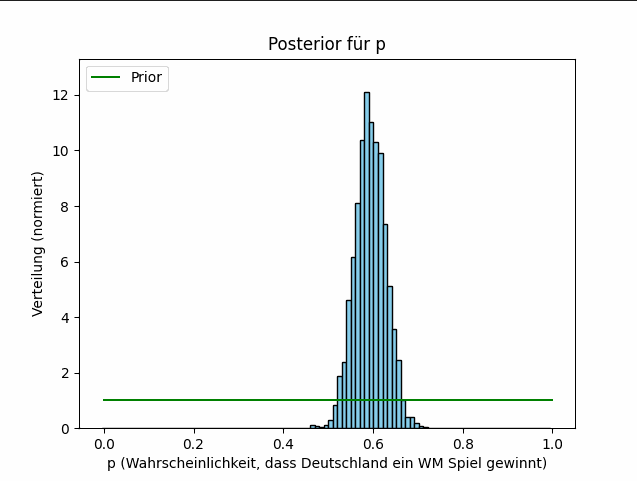 Posterior für p
Prior
12
10
8
6
4
2
0
Verteilung (normiert)
0.0 0.2 0.4 0.6 0.8 1.0
p (Wahrscheinlichkeit, dass Deutschland ein WM Spiel gewinnt)